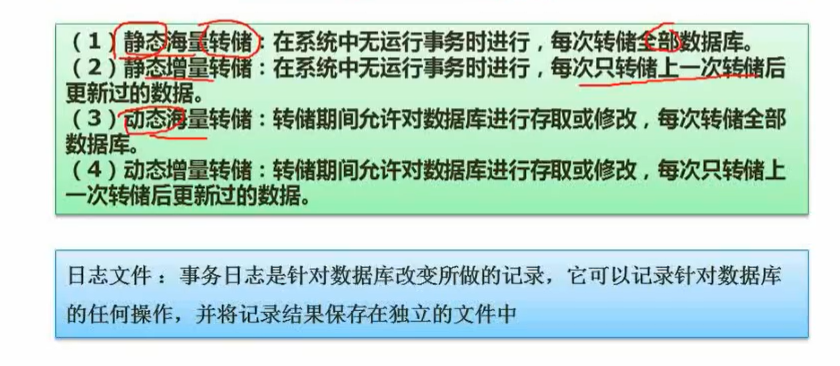 （1）静态海量转储：在系统中无运行事务时进行，每次转储全部数据库。
（2）静态增量转储：在系统中无运行事务时进行，每次只转储上一次转储后
更新过的数据。
（3）动态海量转储：转储期间允许对数据库进行存取或修改，每次转储全部
数据库。
（4）动态增量转储：转储期间允许对数据库进行存取或修改，每次只转储上
一次转储后更新过的数据。
日志文件：事务日志是针对数据库改变所做的记录，它可以记录针对数据库
的任何操作，并将记录结果保存在独立的文件中